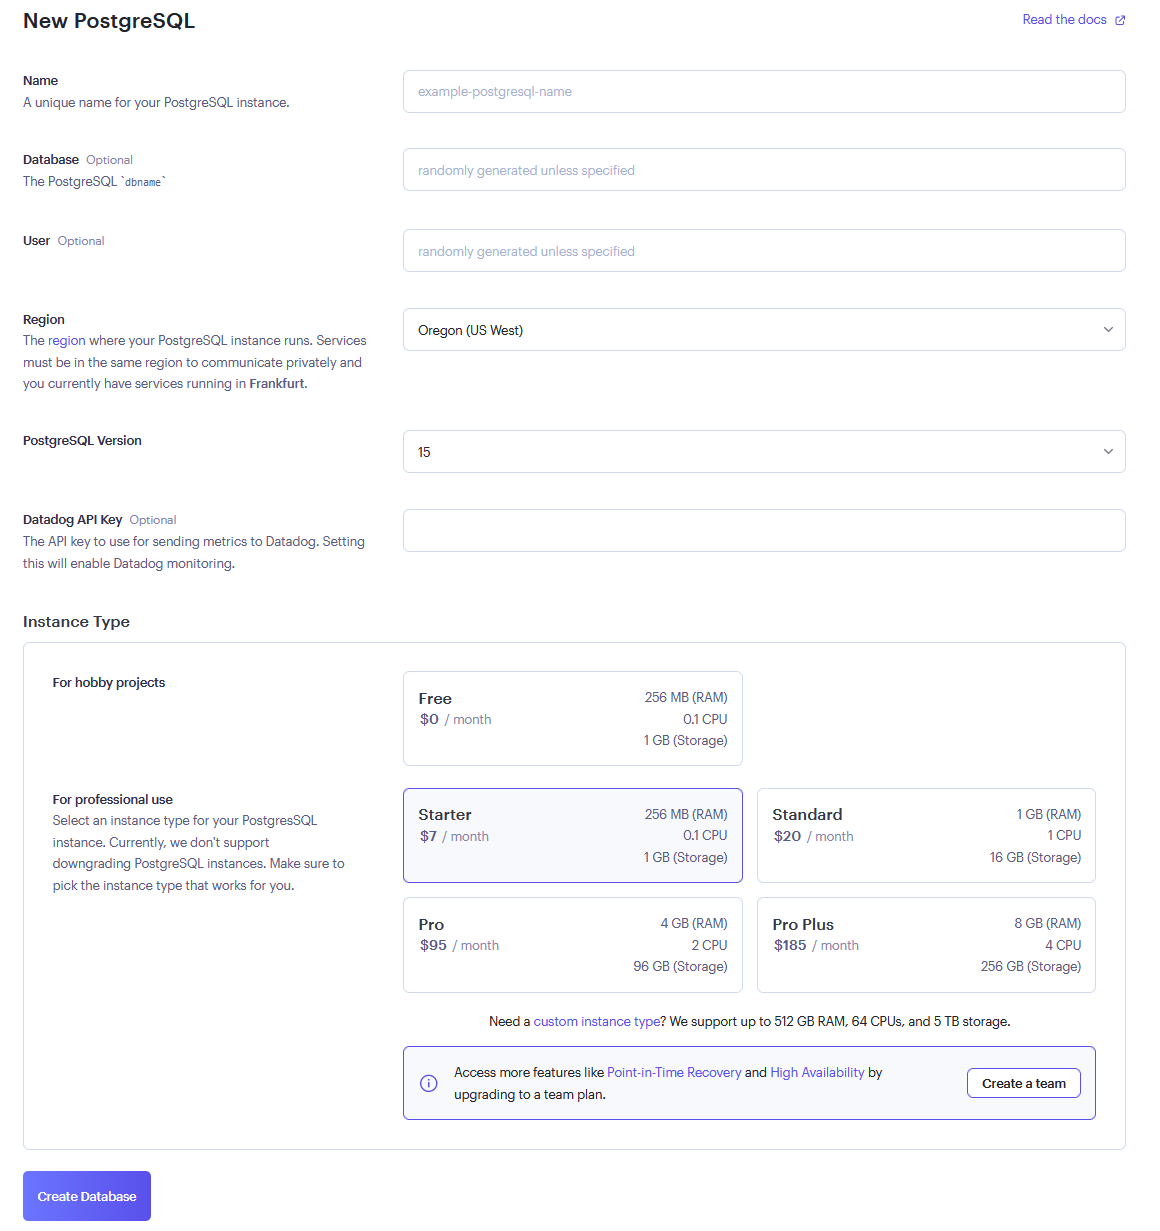 New PostgreSQL
Read the docs
Name
A unique name for your PostgreSQL instance.
example-postgresql-name
Database Optional
The PostgreSQL `dbname`
randomly generated unless specified
User Optional
randomly generated unless specified
Region
The region where your PostgreSQL instance runs. Services
must be in the same region to communicate privately and
you currently have services running in Frankfurt.
Oregon (US West)
PostgreSQL Version
15
Datadog API Key Optional
The API key to use for sending metrics to Datadog. Setting
this will enable Datadog monitoring.
Instance Type
For hobby projects
Free
$0 / month
256 MB (RAM)
0.1 CPU
1 GB (Storage)
For professional use
Select an instance type for your PostgresSQL
instance. Currently, we don't support
downgrading PostgreSQL instances. Make sure to
pick the instance type that works for you.
Starter
$7 / month
256 MB (RAM)
0.1 CPU
1 GB (Storage)
Standard
$20 / month
1 GB (RAM)
1 CPU
16 GB (Storage)
Pro
$95 / month
4 GB (RAM)
2 CPU
96 GB (Storage)
Pro Plus
$185 / month
8 GB (RAM)
4 CPU
256 GB (Storage)
Need a custom instance type? We support up to 512 GB RAM, 64 CPUs, and 5 TB storage.
Access more features like Point-in-Time Recovery and High Availability by
upgrading to a team plan.
Create a team
Create Database